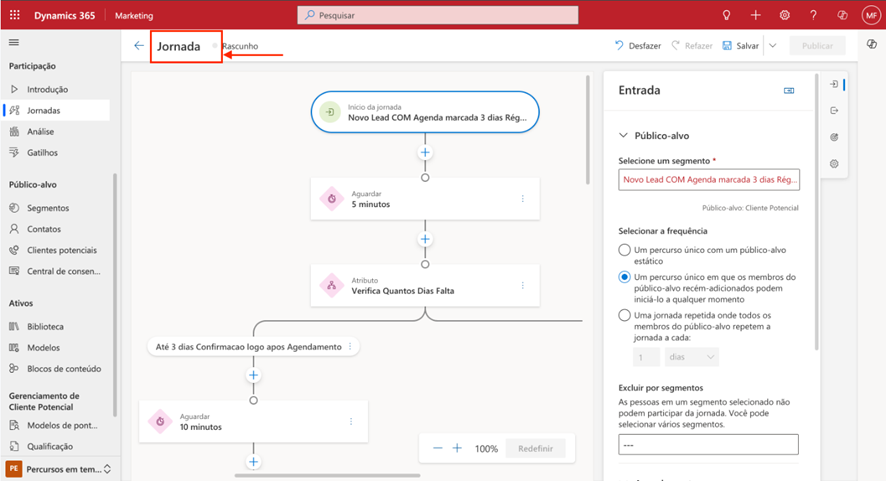 Dynamics 365
Marketing
Pesquisar
MF
Jornada
Rascunho
Desfazer
Refazer
Salvar
Publicar
Participação
Introdução
Jornadas
Análise
Gatilhos
Público-alvo
Segmentos
Contatos
Clientes potenciais
Central de consen...
Ativos
Biblioteca
Modelos
Blocos de conteúdo
Gerenciamento de
Cliente Potencial
Modelos de pont...
Qualificação
PE
Percursos em tem...
Início da jornada
Novo Lead COM Agenda marcada 3 dias Rég...
Aguardar
5 minutos
Atributo
Verifica Quantos Dias Falta
Até 3 dias Confirmacao logo apos Agendamento
Aguardar
10 minutos
100%
Redefinir
Entrada
Público-alvo
Selecione um segmento *
Novo Lead COM Agenda marcada 3 dias Rég...
Público-alvo: Cliente Potencial
Selecionar a frequência
Um percurso único com um público-alvo
estático
Um percurso único em que os membros do
público-alvo recém-adicionados podem
iniciá-lo a qualquer momento
Uma jornada repetida onde todos os
membros do público-alvo repetem a
jornada a cada:
1
dias
Excluir por segmentos
As pessoas em um segmento selecionado não
podem participar da jornada. Você pode
selecionar vários segmentos.
---